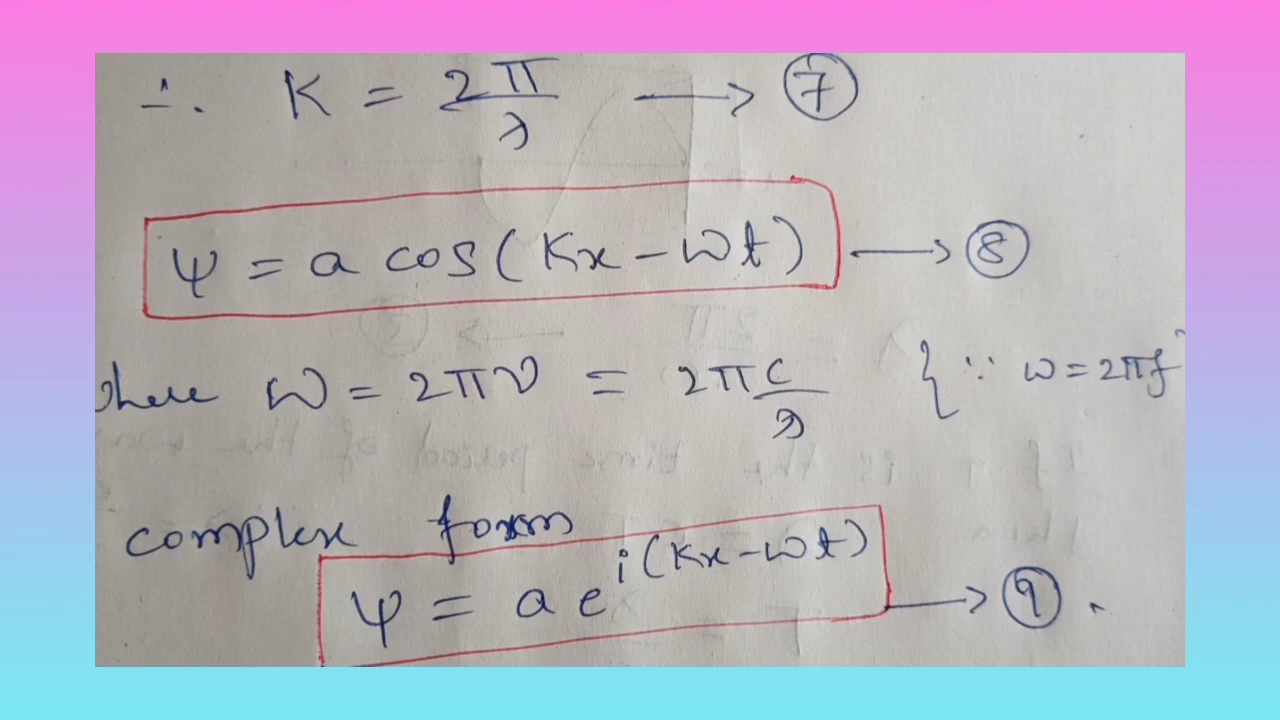 ∴ K = 2π/λ → ⑦
ψ = a cos(Kx - ωt) → ⑧
where ω = 2πν = 2πc/λ {∵ ω = 2πf
complex form
ψ = a e^i(Kx - ωt) → ⑨.